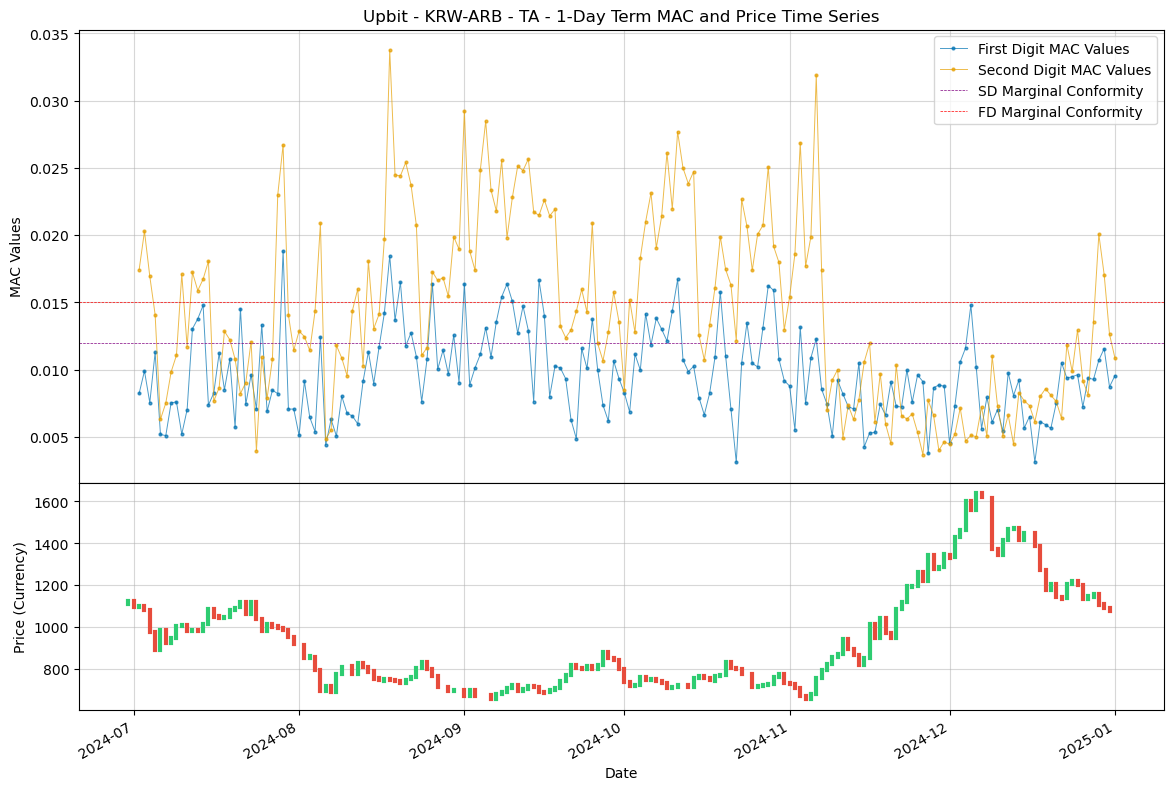 Upbit - KRW-ARB - TA - 1-Day Term MAC and Price Time Series
First Digit MAC Values
Second Digit MAC Values
SD Marginal Conformity
FD Marginal Conformity
MAC Values
0.035
0.030
0.025
0.020
0.015
0.010
0.005
Price (Currency)
1600
1400
1200
1000
800
2024-07
2024-08
2024-09
2024-10
2024-11
2024-12
2025-01
Date